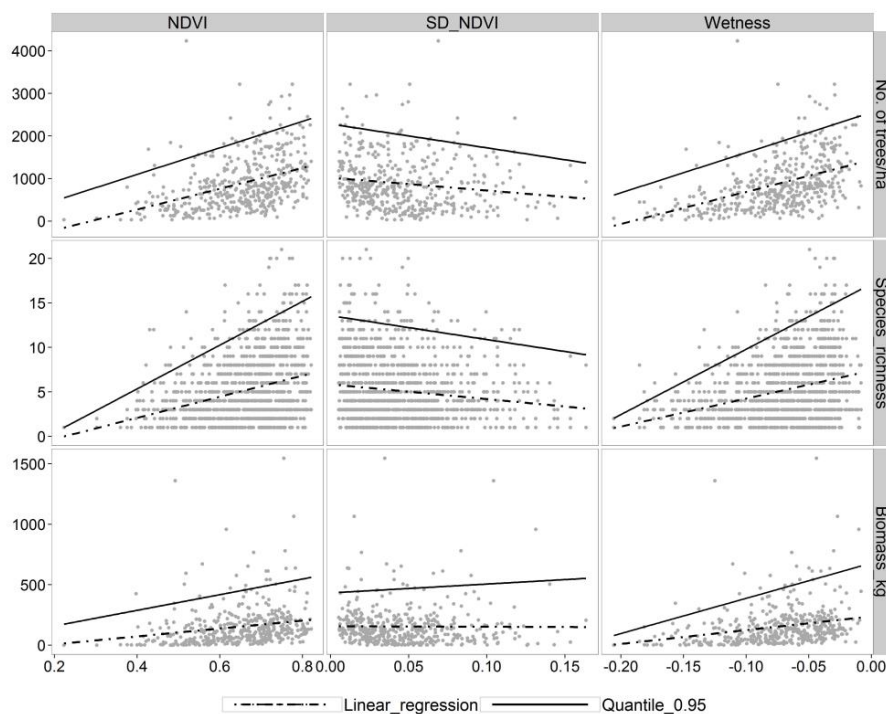 NDVI SD_NDVI Wetness
4000
3000
2000
1000
0
No. of trees/ha
20
15
10
5
0
Species_richness
1500
1000
500
0
Biomass_kg
0.2 0.4 0.6 0.8 0.00 0.05 0.10 0.15 -0.20 -0.15 -0.10 -0.05 0.00
Linear_regression Quantile_0.95